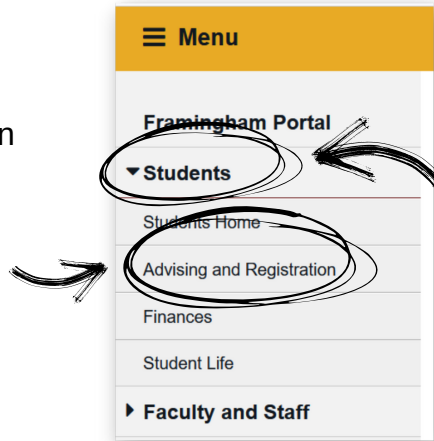 Menu
n
Framingham Portal
Students
Students Home
Advising and Registration
Finances
Student Life
Faculty and Staff